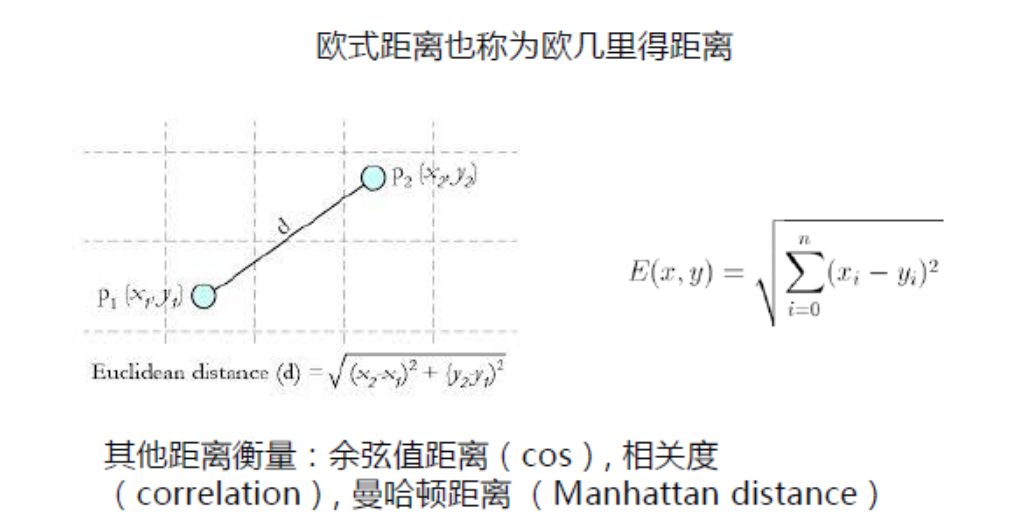 欧式距离也称为欧几里得距离
p₂ (x₂,y₂)
d
p₁ (x₁,y₁)
E(x, y) = √∑ⁿᵢ₌₀(xᵢ − yᵢ)²
Euclidean distance (d) = √(x₂-x₁)² + (y₂-y₁)²
其他距离衡量：余弦值距离（cos）, 相关度
（correlation）, 曼哈顿距离 （Manhattan distance）